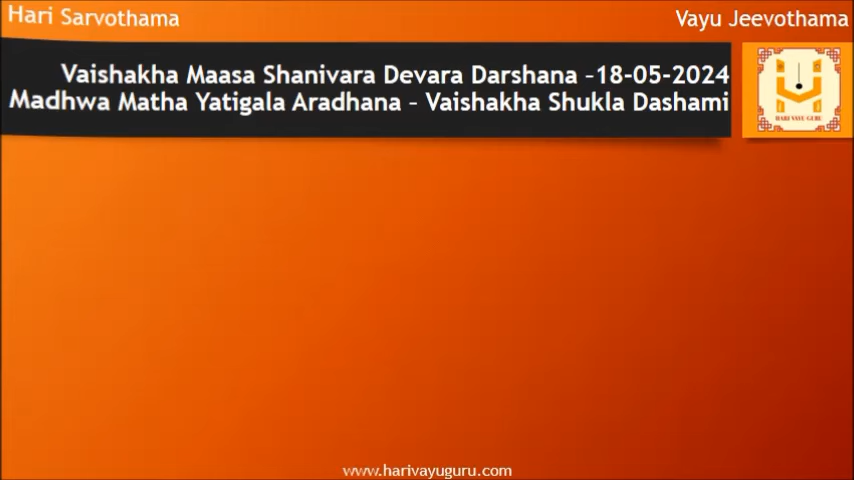 Hari Sarvothama
Vayu Jeevothama
Vaishakha Maasa Shanivara Devara Darshana –18-05-2024
Madhwa Matha Yatigala Aradhana – Vaishakha Shukla Dashami
HARI VAYU GURU
www.harivayuguru.com